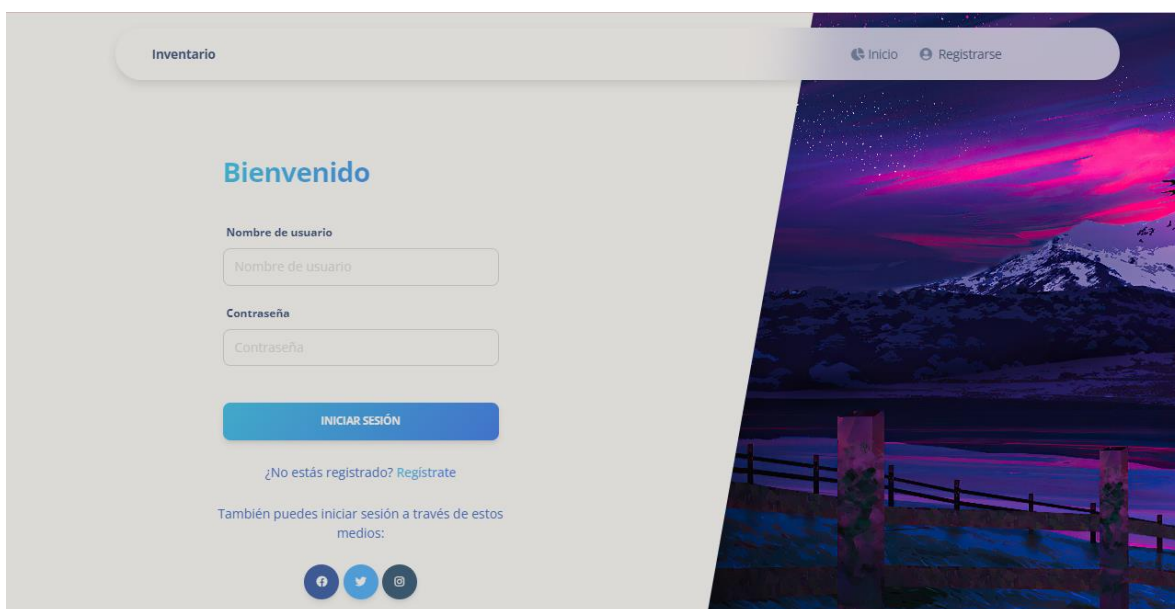 Inventario
Inicio
Registrarse
Bienvenido
Nombre de usuario
Nombre de usuario
Contraseña
Contraseña
INICIAR SESIÓN
¿No estás registrado? Regístrate
También puedes iniciar sesión a través de estos
medios: